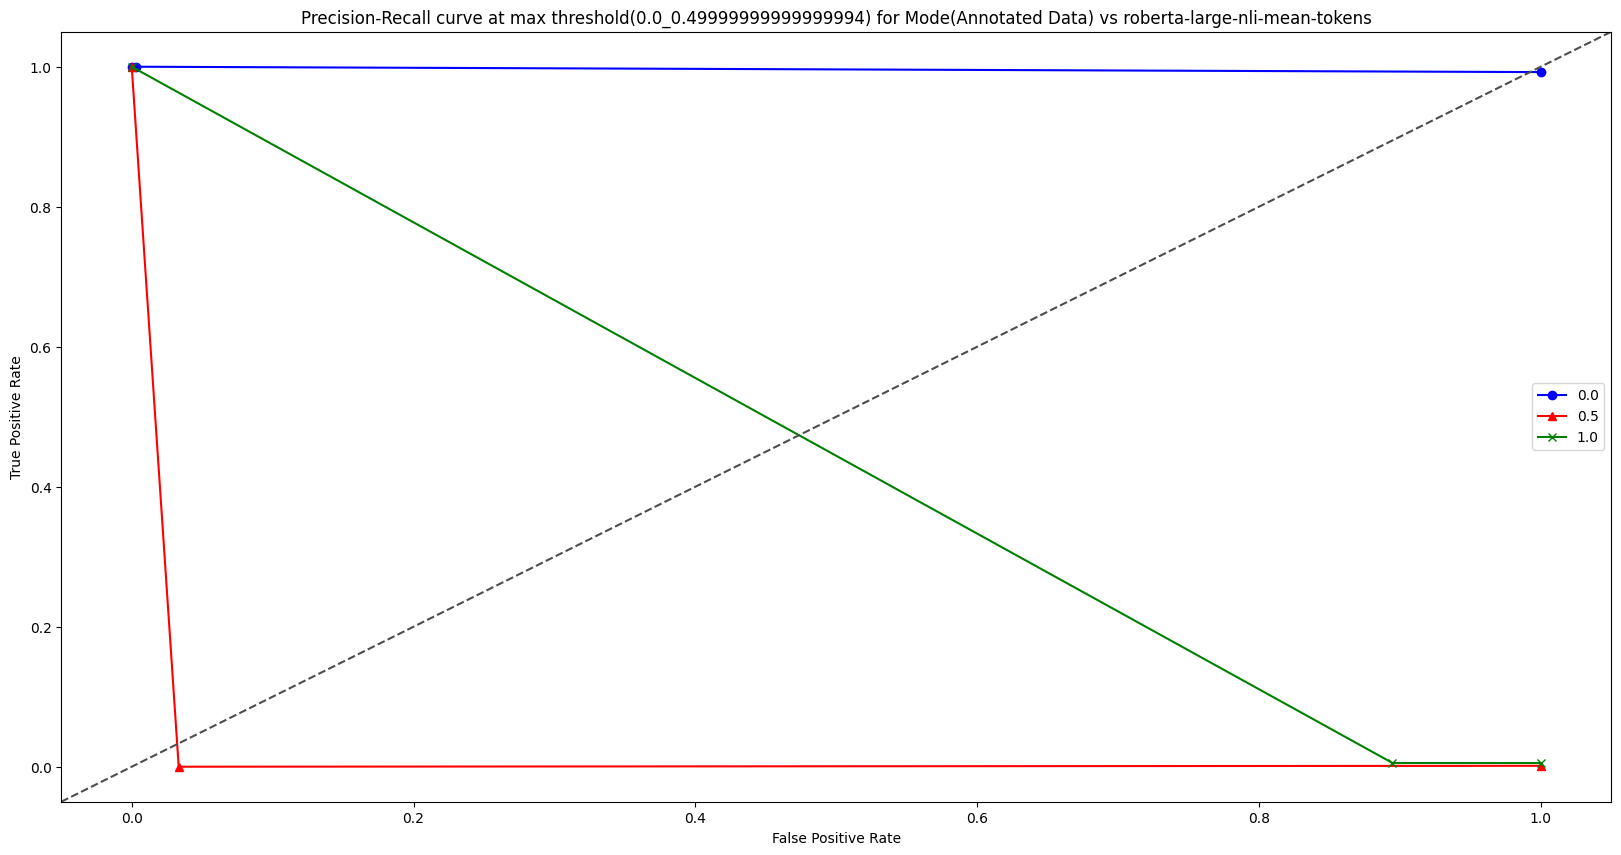 Precision-Recall curve at max threshold(0.0_0.49999999999999994) for Mode(Annotated Data) vs roberta-large-nli-mean-tokens
1.0
0.8
0.6
0.4
0.2
0.0
True Positive Rate
0.0
0.5
1.0
0.0 0.2 0.4 0.6 0.8 1.0
False Positive Rate